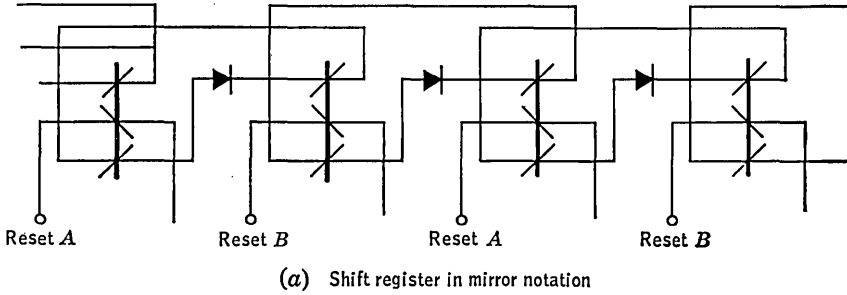 Reset A Reset B Reset A Reset B
(a) Shift register in mirror notation